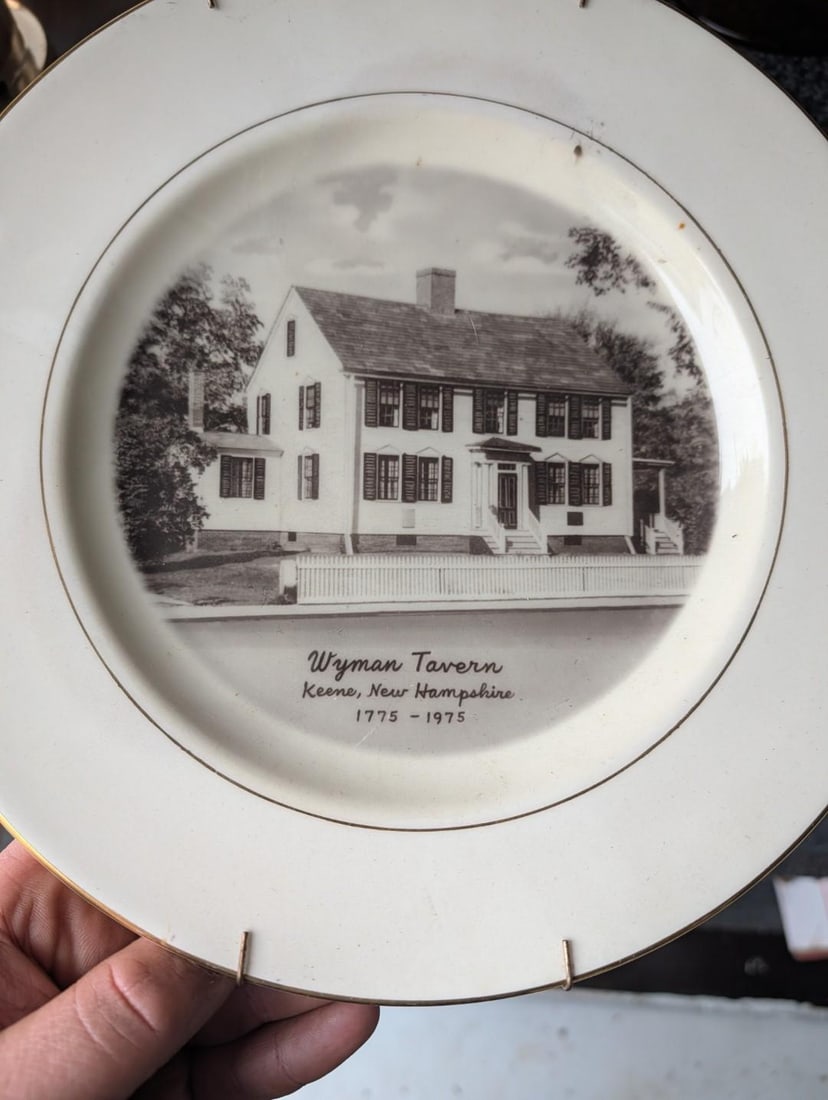 Wyman Tavern
Keene, New Hampshire
1775 - 1975